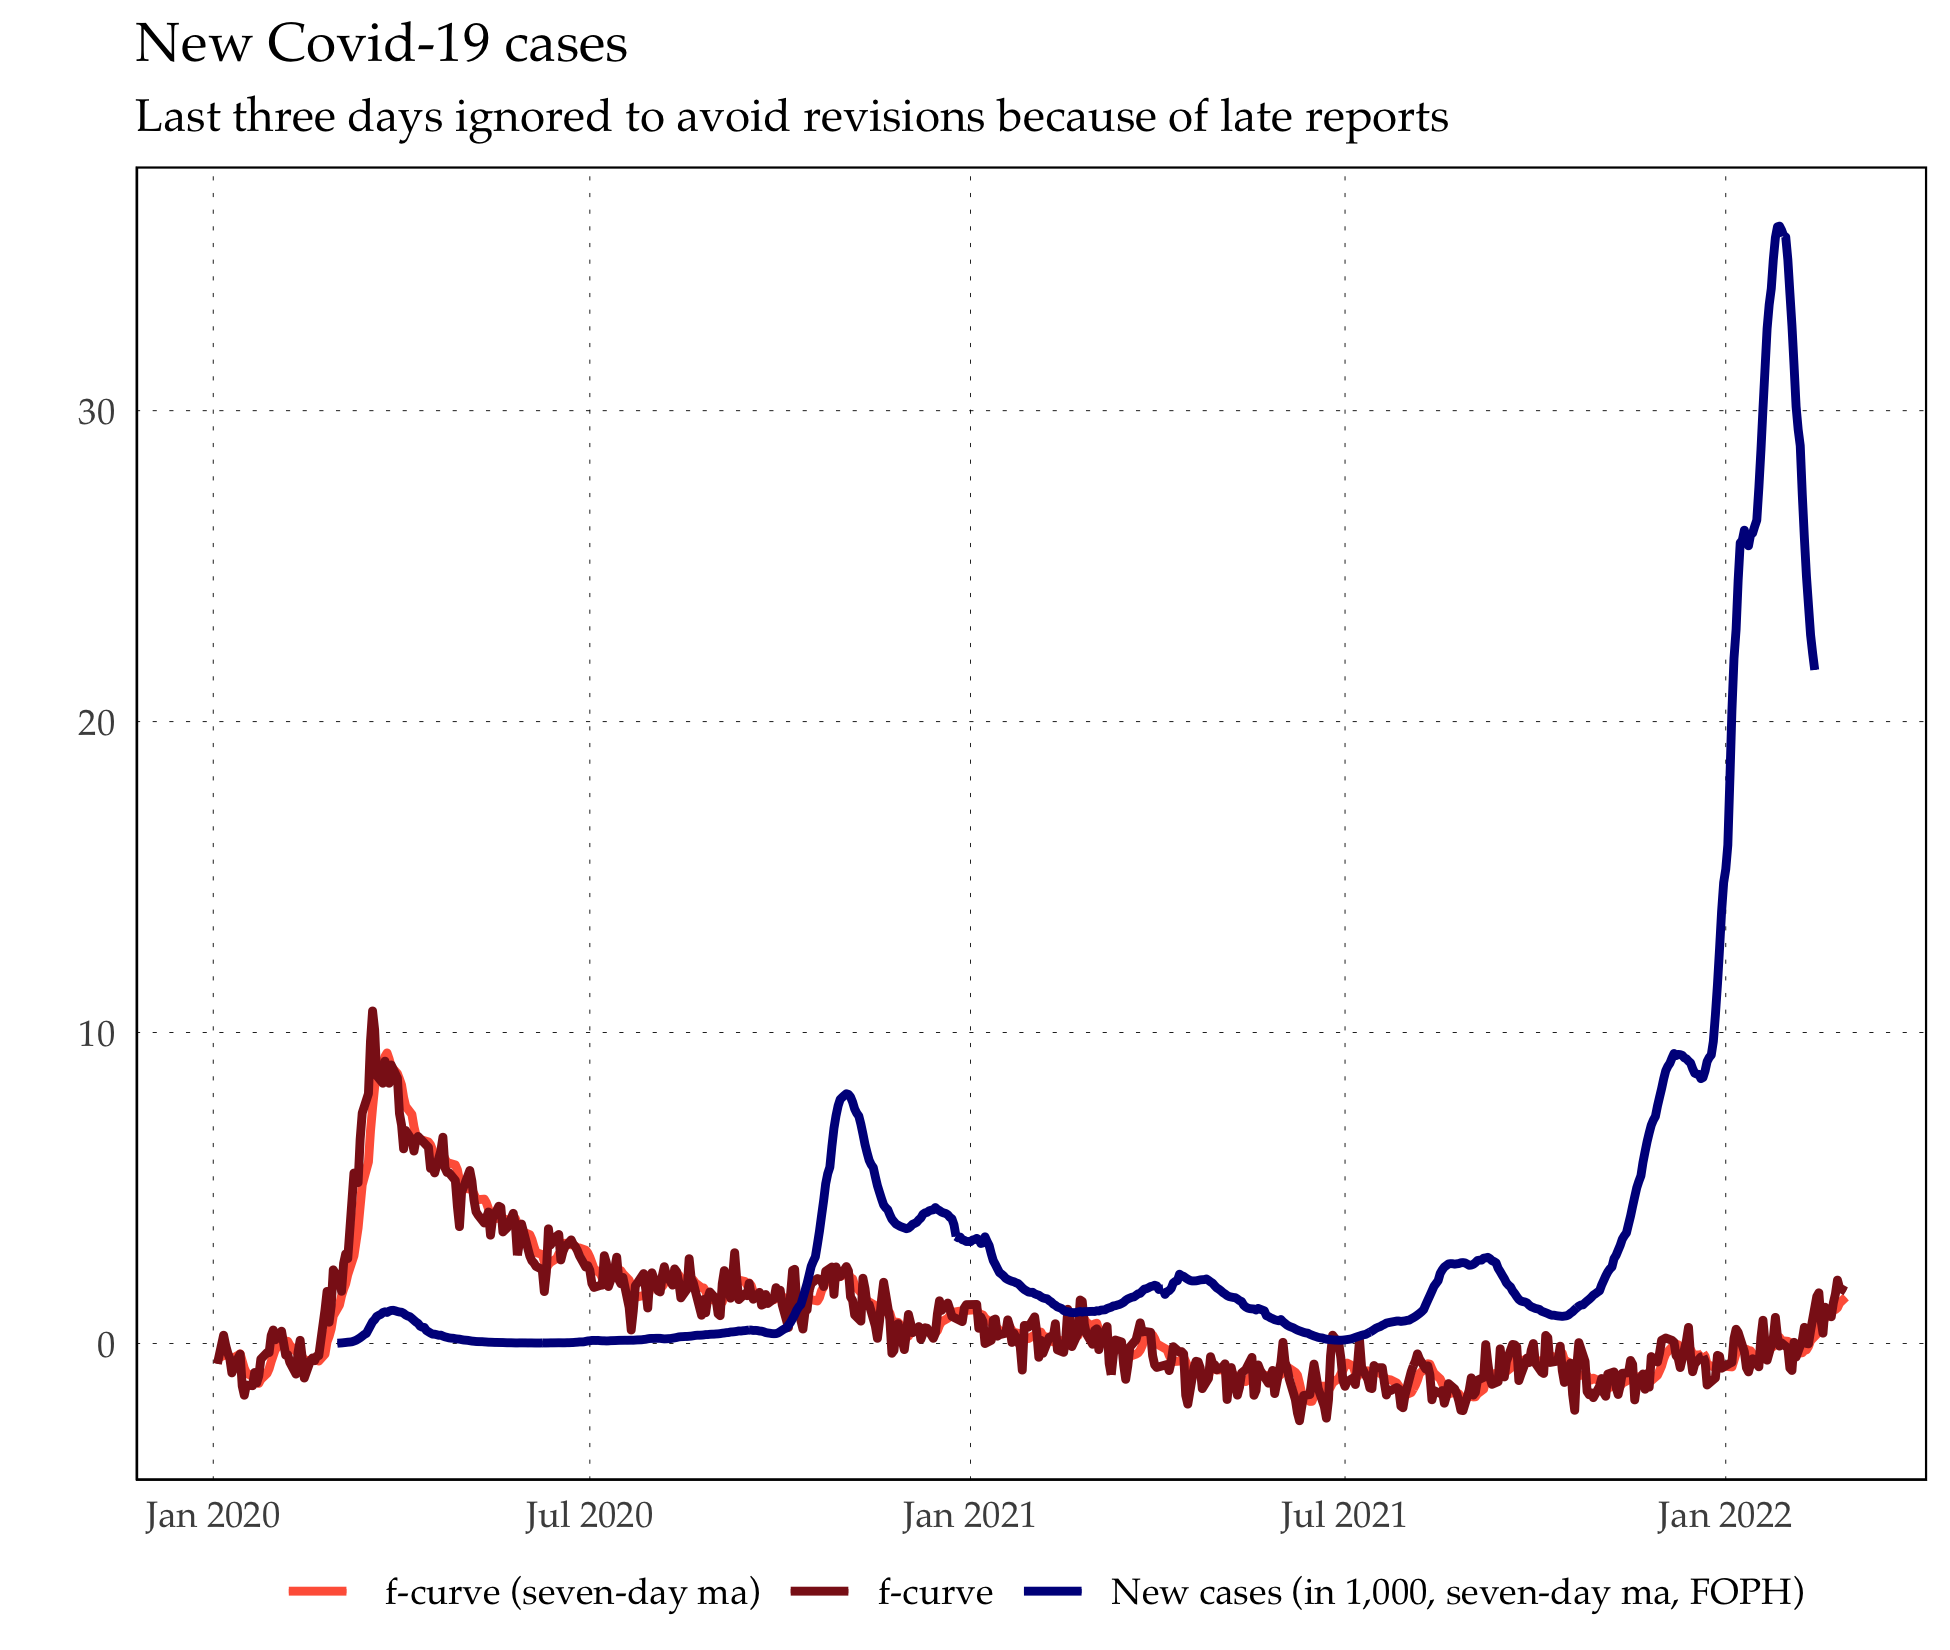 New Covid-19 cases
Last three days ignored to avoid revisions because of late reports
30
20
10
0
Jan 2020 Jul 2020 Jan 2021 Jul 2021 Jan 2022
f-curve (seven-day ma) f-curve New cases (in 1,000, seven-day ma, FOPH)